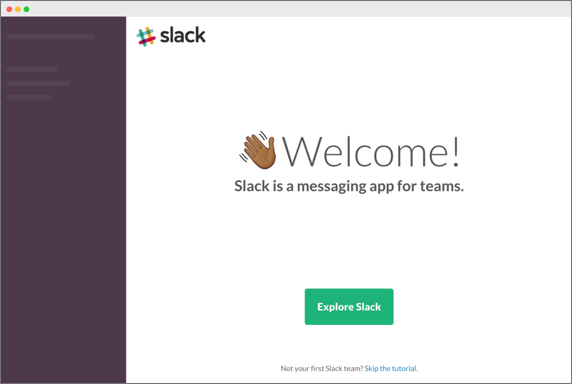 slack
Welcome!
Slack is a messaging app for teams.
Explore Slack
Not your first Slack team? Skip the tutorial.